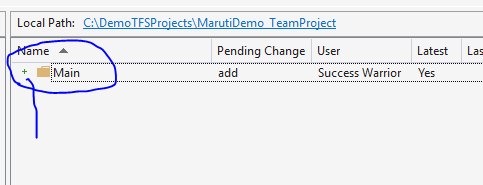 Local Path: C:\DemoTFSProjects\MarutiDemo_TeamProject
Name Pending Change User Latest Las
+ Main add Success Warrior Yes